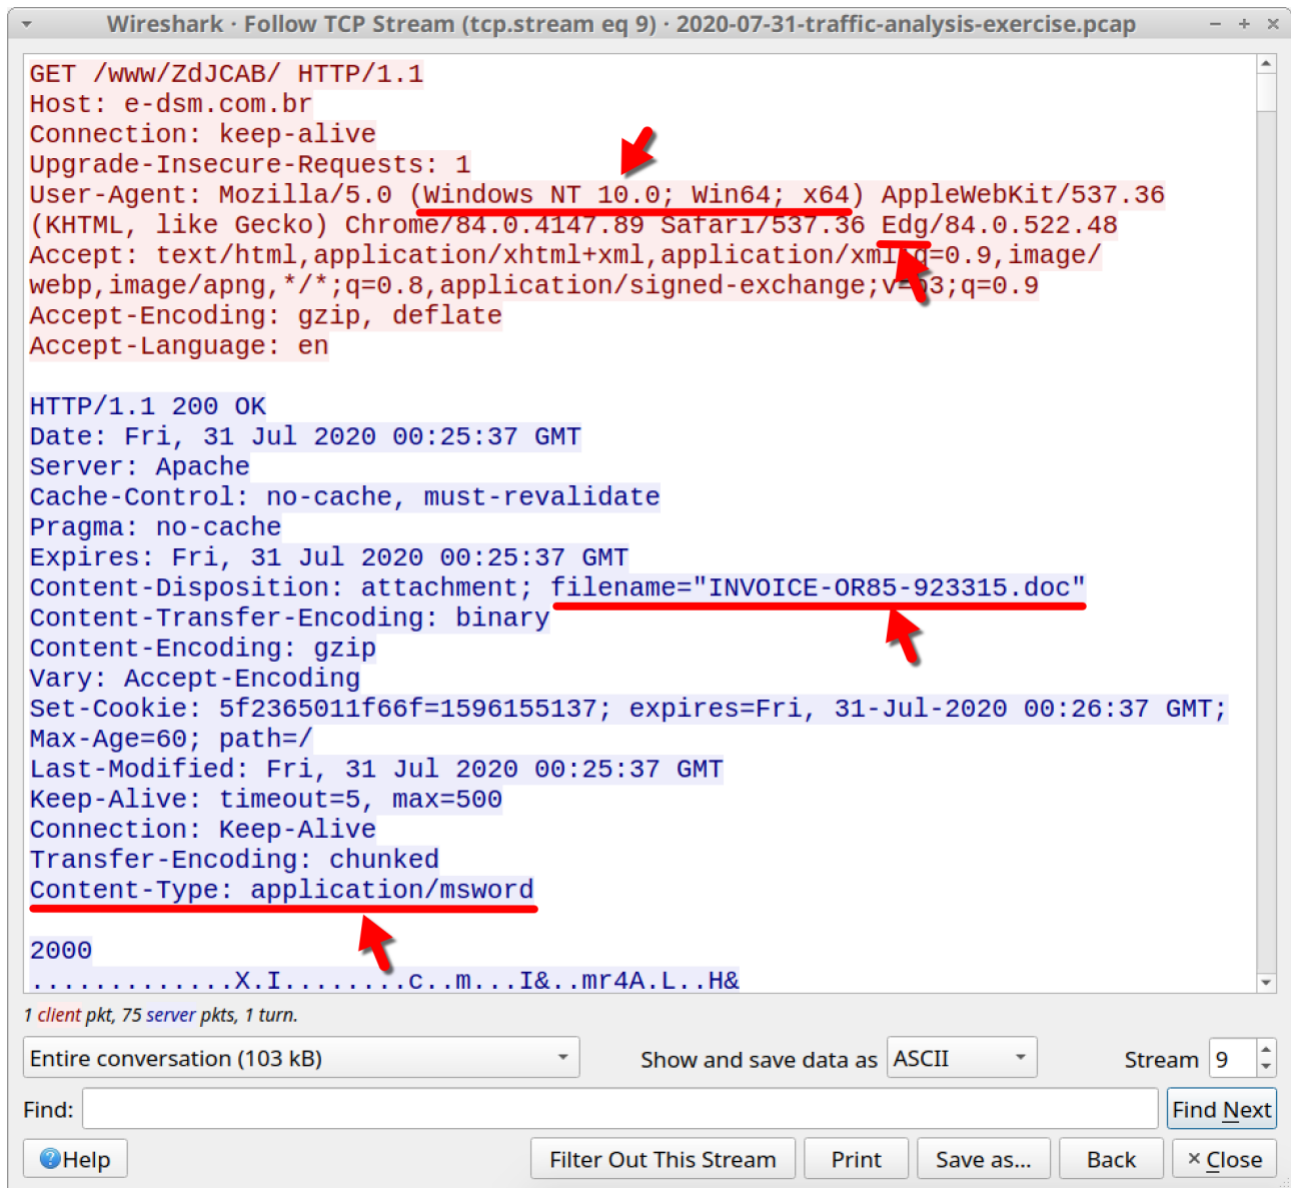 Wireshark · Follow TCP Stream (tcp.stream eq 9) · 2020-07-31-traffic-analysis-exercise.pcap
GET /www/ZdJCAB/ HTTP/1.1
Host: e-dsm.com.br
Connection: keep-alive
Upgrade-Insecure-Requests: 1
User-Agent: Mozilla/5.0 (Windows NT 10.0; Win64; x64) AppleWebKit/537.36
(KHTML, like Gecko) Chrome/84.0.4147.89 Safari/537.36 Edg/84.0.522.48
Accept: text/html,application/xhtml+xml,application/xml;q=0.9,image/
webp,image/apng,*/*;q=0.8,application/signed-exchange;v=b3;q=0.9
Accept-Encoding: gzip, deflate
Accept-Language: en
HTTP/1.1 200 OK
Date: Fri, 31 Jul 2020 00:25:37 GMT
Server: Apache
Cache-Control: no-cache, must-revalidate
Pragma: no-cache
Expires: Fri, 31 Jul 2020 00:25:37 GMT
Content-Disposition: attachment; filename="INVOICE-OR85-923315.doc"
Content-Transfer-Encoding: binary
Content-Encoding: gzip
Vary: Accept-Encoding
Set-Cookie: 5f2365011f66f=1596155137; expires=Fri, 31-Jul-2020 00:26:37 GMT;
Max-Age=60; path=/
Last-Modified: Fri, 31 Jul 2020 00:25:37 GMT
Keep-Alive: timeout=5, max=500
Connection: Keep-Alive
Transfer-Encoding: chunked
Content-Type: application/msword
2000
.............X.I........c..m...I&..mr4A.L..H&
1 client pkt, 75 server pkts, 1 turn.
Entire conversation (103 kB) Show and save data as ASCII Stream 9
Find: Find Next
Help Filter Out This Stream Print Save as... Back × Close